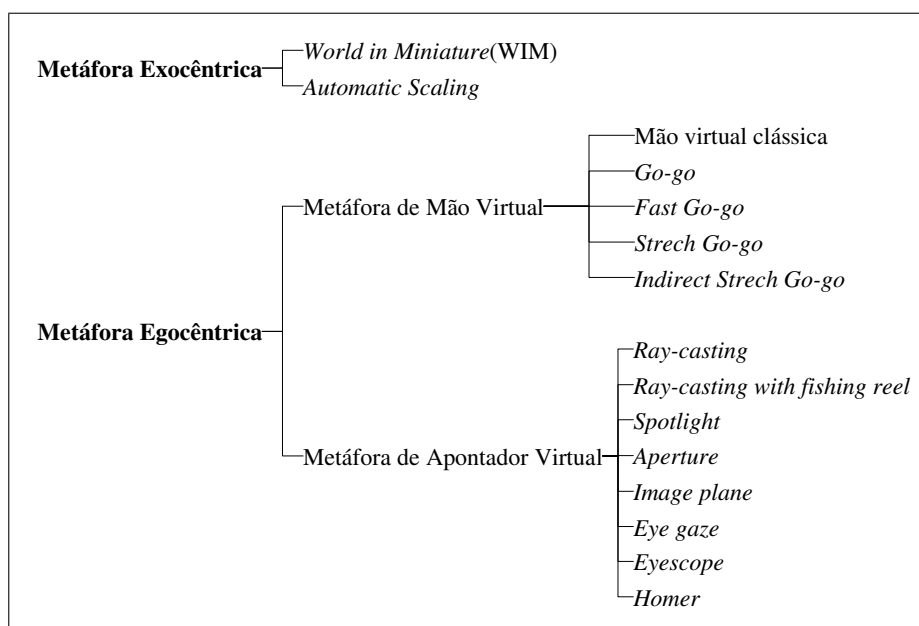 World in Miniature(WIM)
Metáfora Exocêntrica
Automatic Scaling
Mão virtual clássica
Go-go
Metáfora de Mão Virtual
Fast Go-go
Strech Go-go
Indirect Strech Go-go
Metáfora Egocêntrica
Ray-casting
Ray-casting with fishing reel
Spotlight
Metáfora de Apontador Virtual
Aperture
Image plane
Eye gaze
Eyescope
Homer